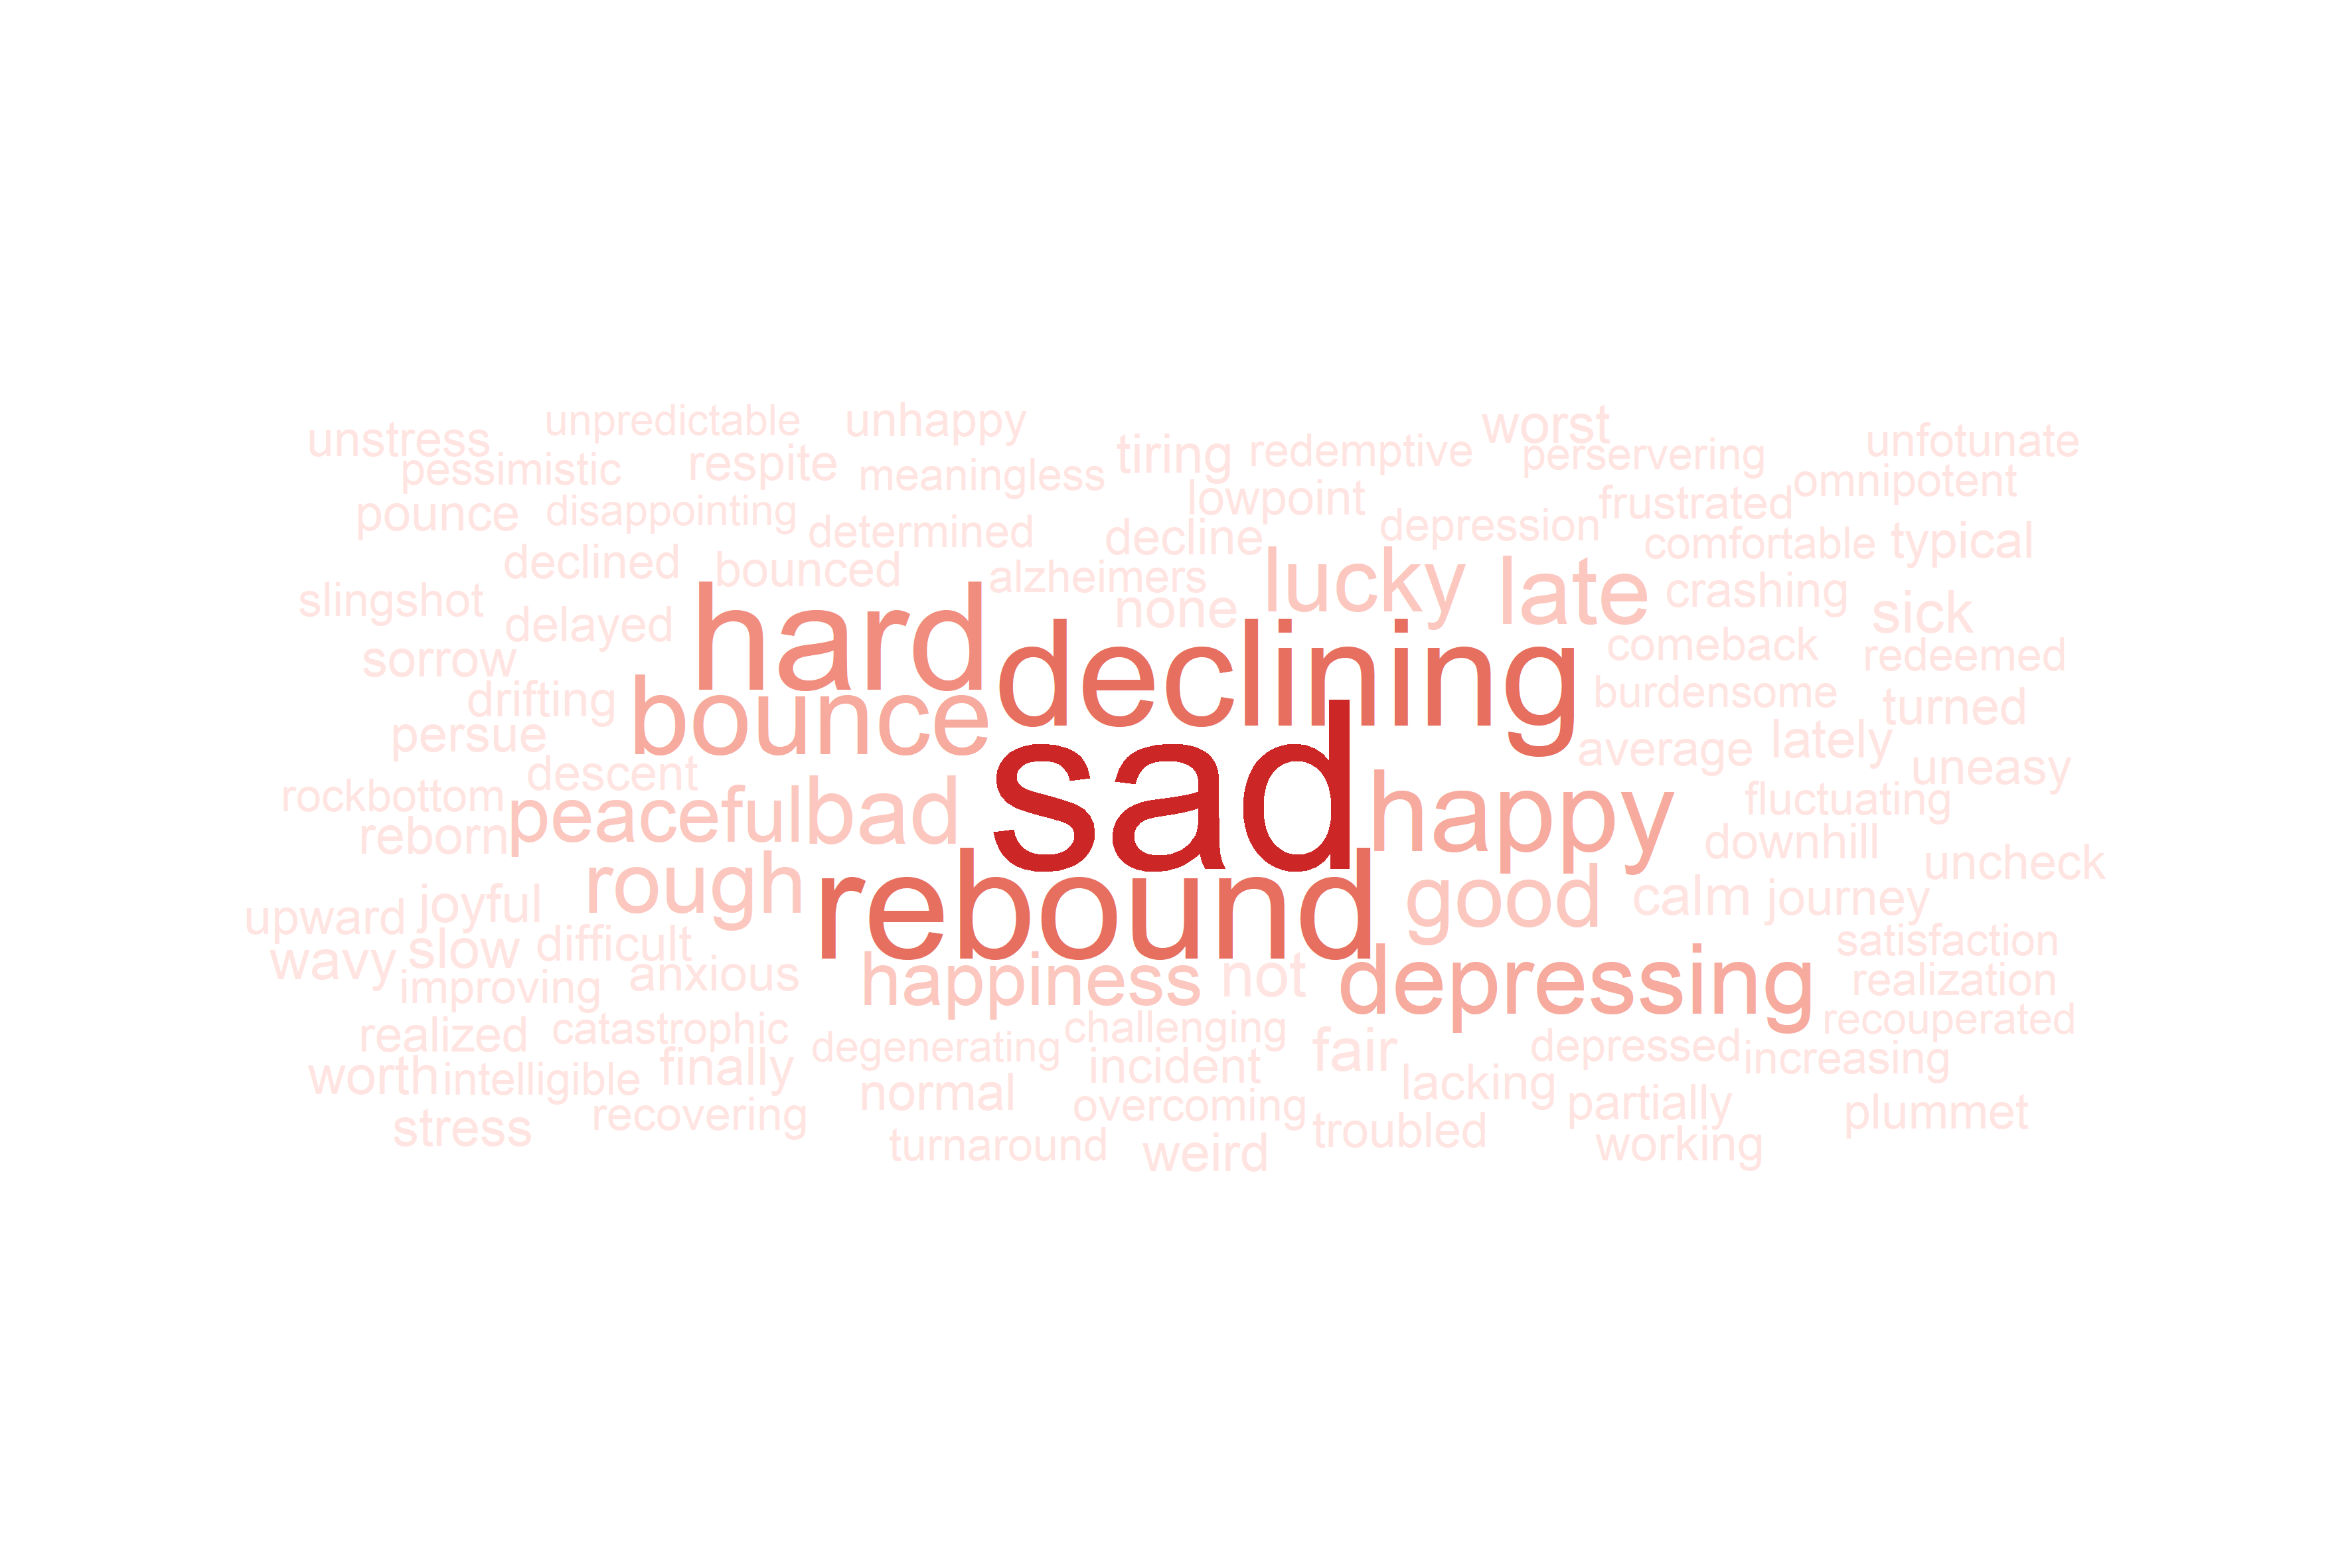 unstress unpredictable unhappy worst unfotunate
pessimistic respite meaningless tiring redemptive perservering omnipotent
pounce disappointing determined lowpoint depression frustrated typical
declined bounced decline comfortable
slingshot delayed alzheimers none lucky late crashing sick
sorrow hard declining comeback redeemed
drifting bounce burdensome turned
persue average lately uneasy
rockbottom descent peaceful bad sad happy fluctuating
reborn downhill uncheck
upward joyful rough rebound good calm journey
wavy slow difficult satisfaction
improving anxious happiness not depressing realization
realized catastrophic degenerating challenging fair depressed recouperated
worth intelligible finally incident increasing
stress recovering normal overcoming lacking partially plummet
turnaround weird troubled working